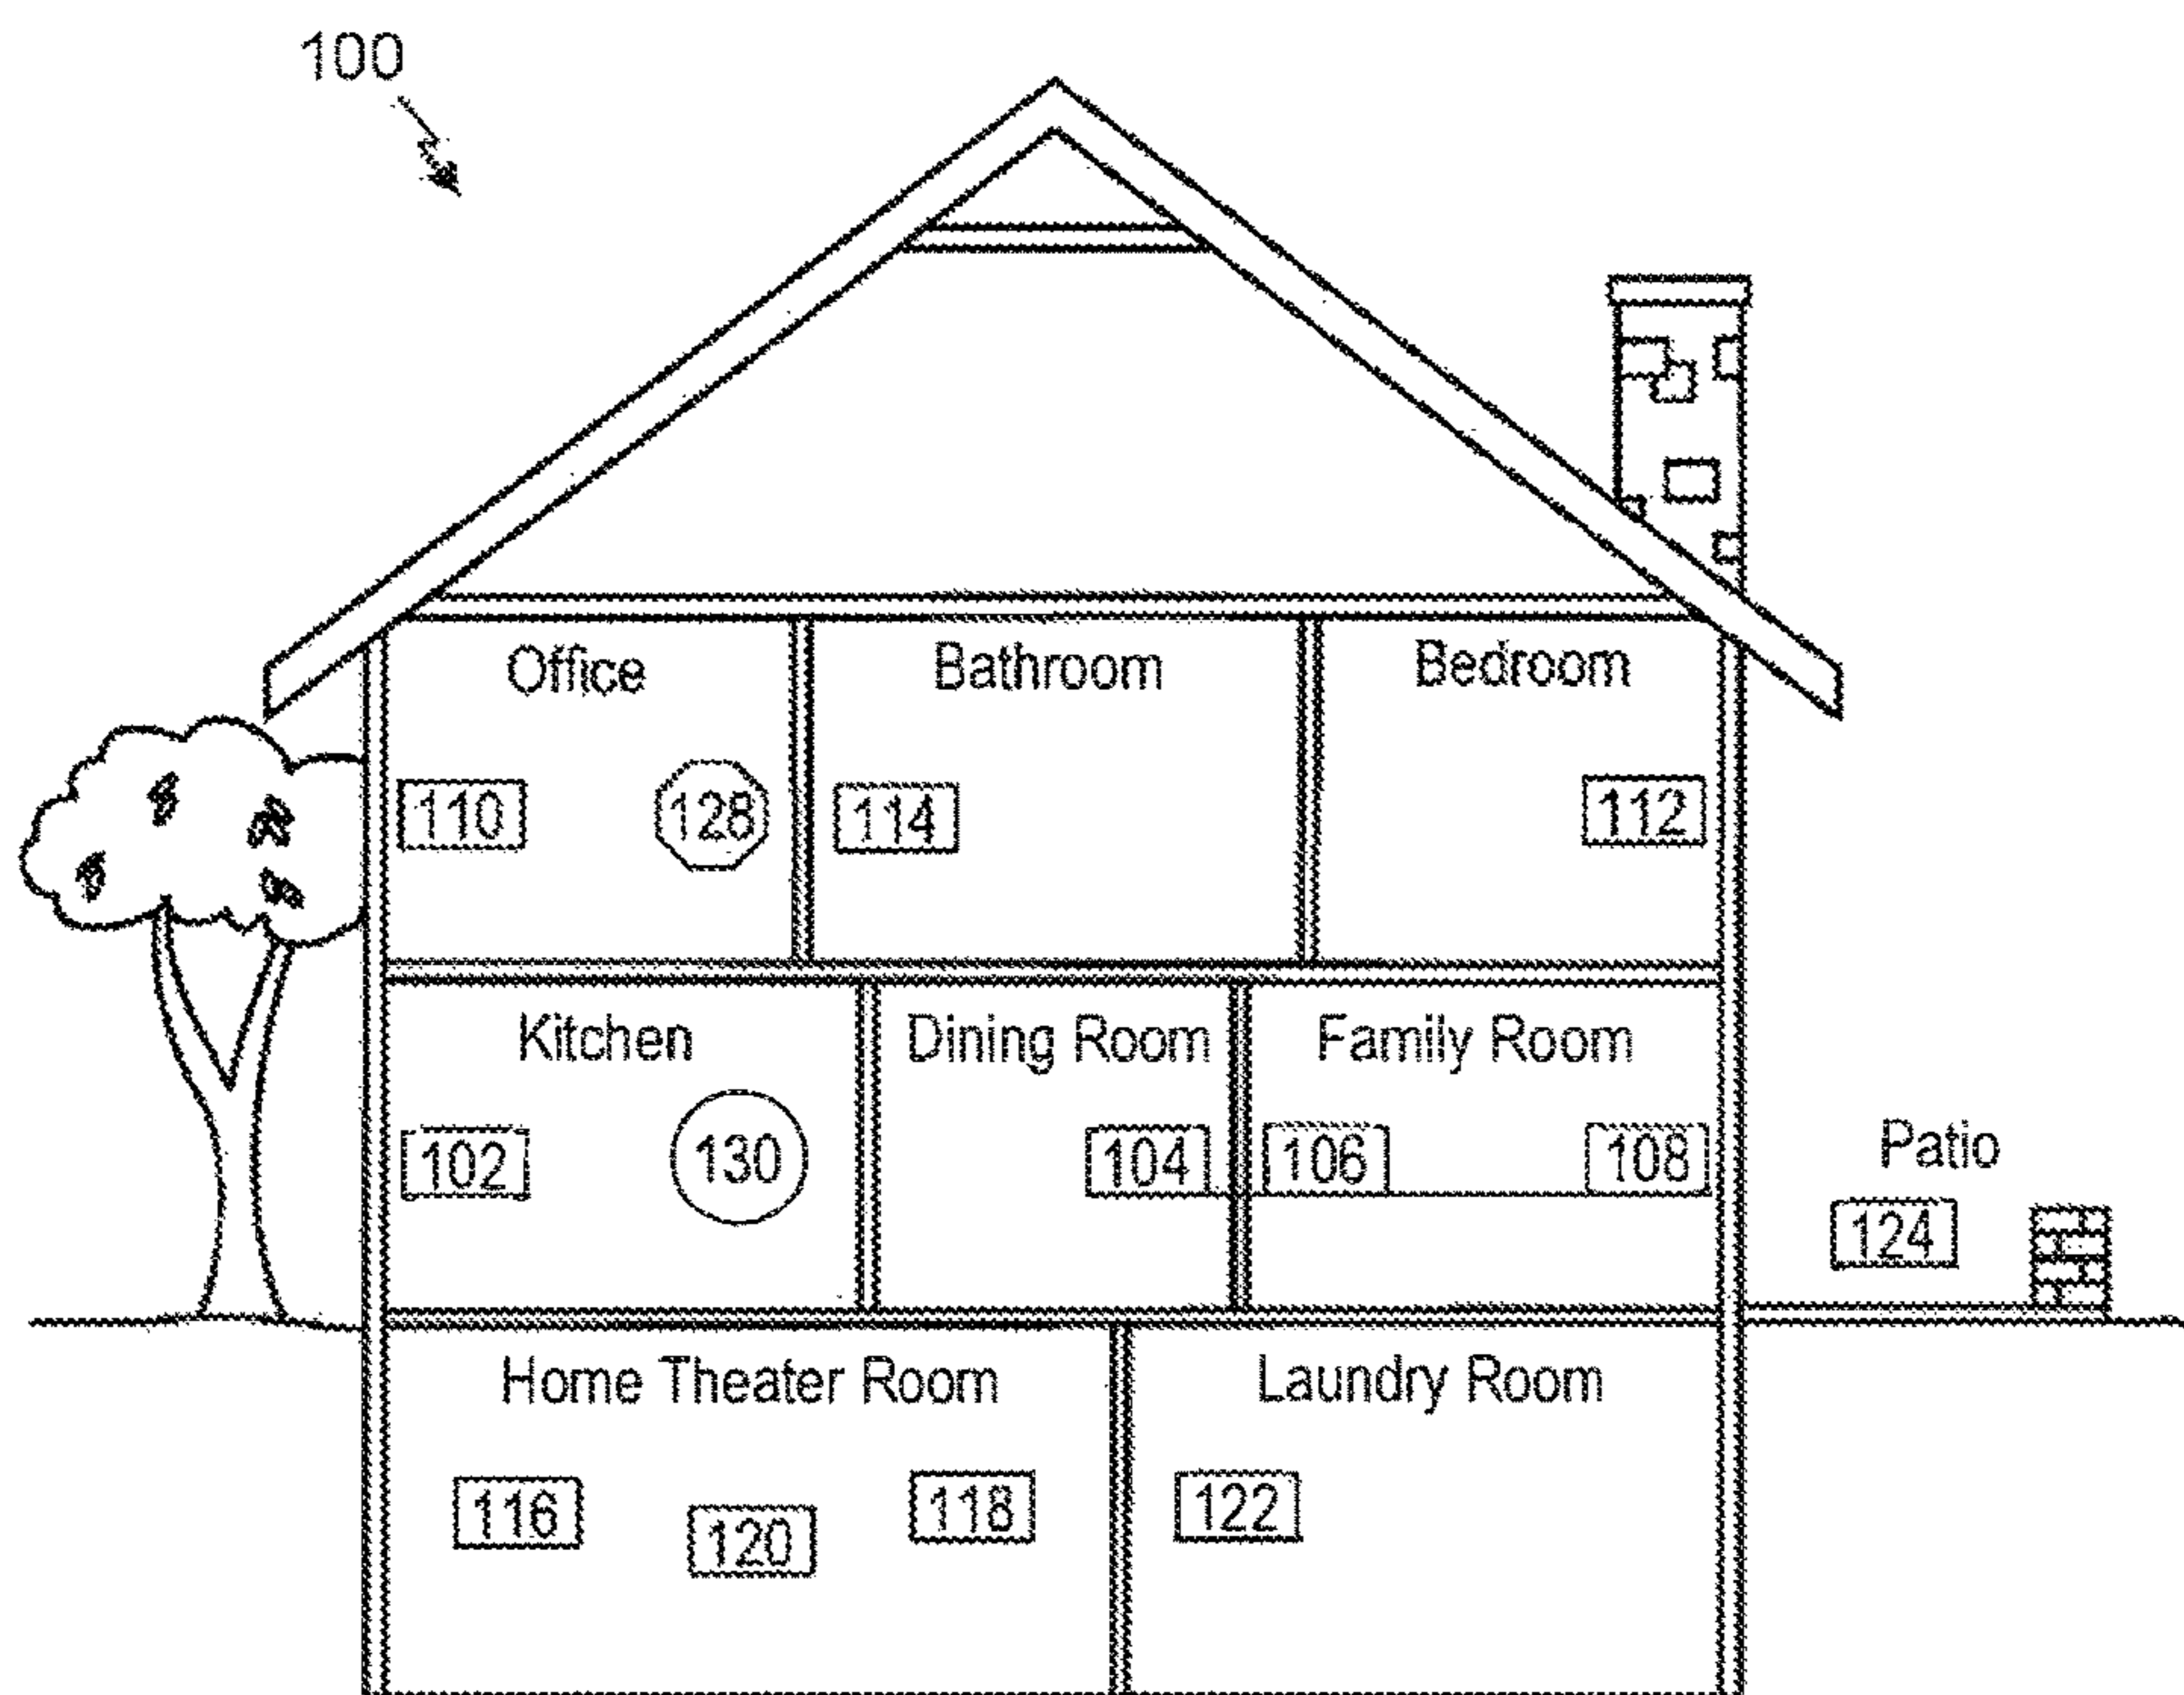 100
Office Bathroom Bedroom
110 128 114 112
Kitchen Dining Room Family Room
102 130 104 106 108
Patio
124
Home Theater Room Laundry Room
116 120 118 122